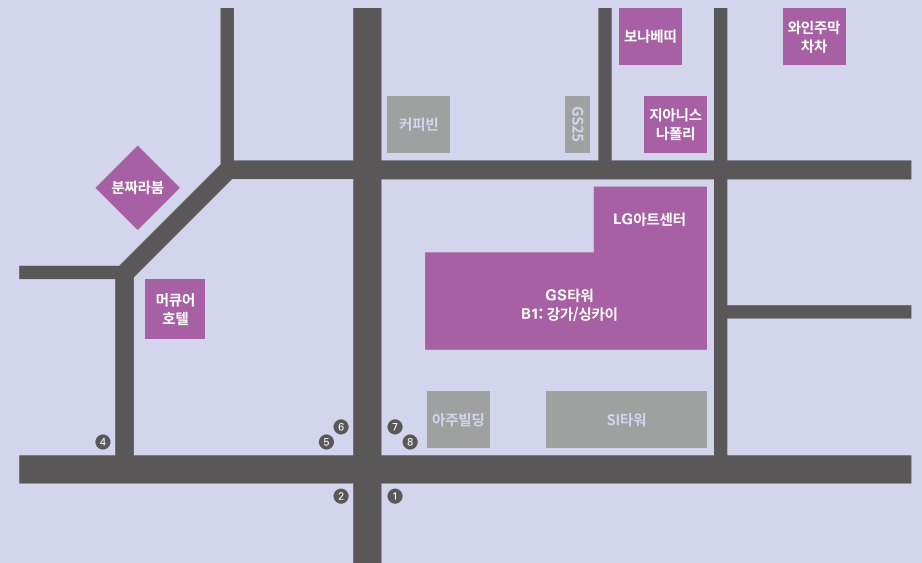 보나베띠
와인주막
차차
커피빈
GS25
지아니스
나폴리
분짜라붐
LG아트센터
머큐어
호텔
GS타워
B1: 강가/싱카이
아주빌딩
SI타워
6
7
4
5
8
2
1